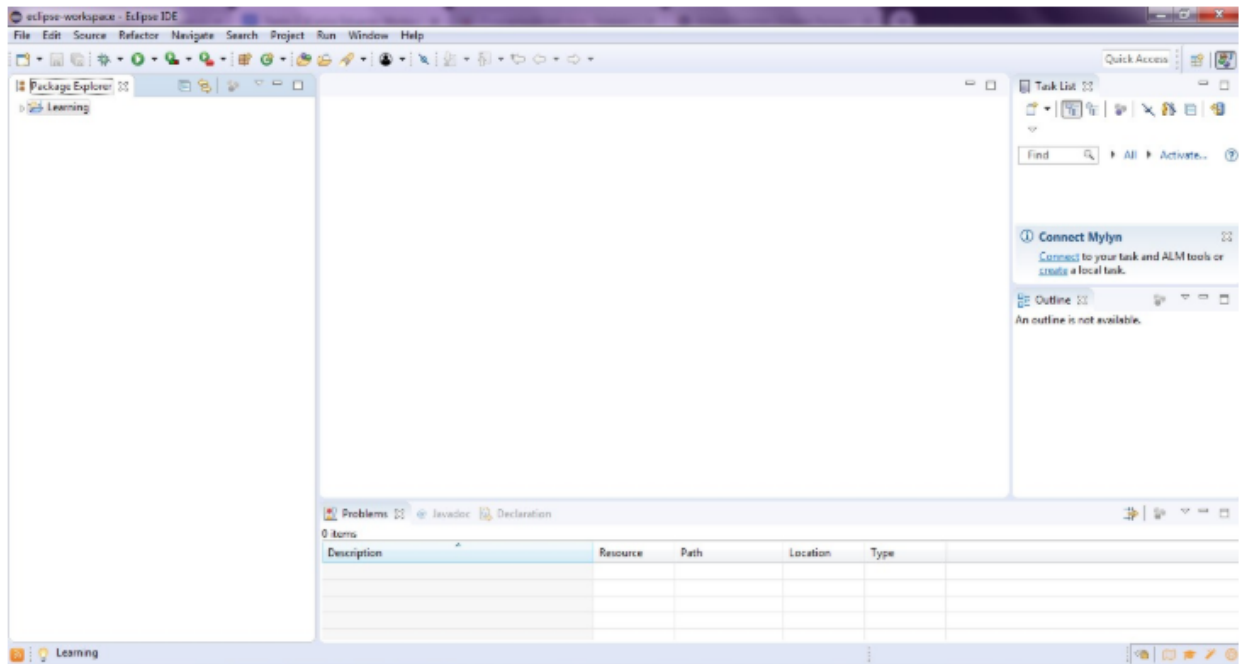 eclipse-workspace - Eclipse IDE
File Edit Source Refactor Navigate Search Project Run Window Help
Quick Access
Package Explorer
Learning
Task List
Find All Activate...
Connect Mylyn
Connect to your task and ALM tools or
create a local task.
Outline
An outline is not available.
Problems Javadoc Declaration
0 items
Description Resource Path Location Type
Learning